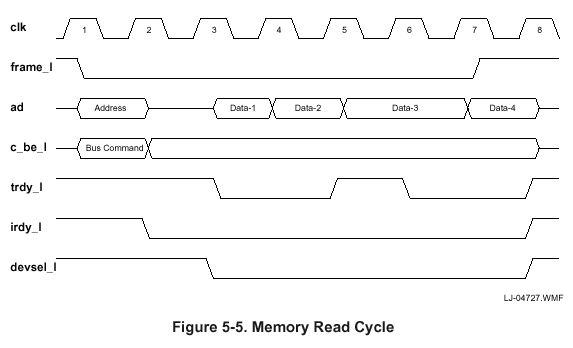 clk 1 2 3 4 5 6 7 8
frame_l
ad Address Data-1 Data-2 Data-3 Data-4
c_be_l Bus Command
trdy_l
irdy_l
devsel_l
LJ-04727.WMF
Figure 5-5. Memory Read Cycle